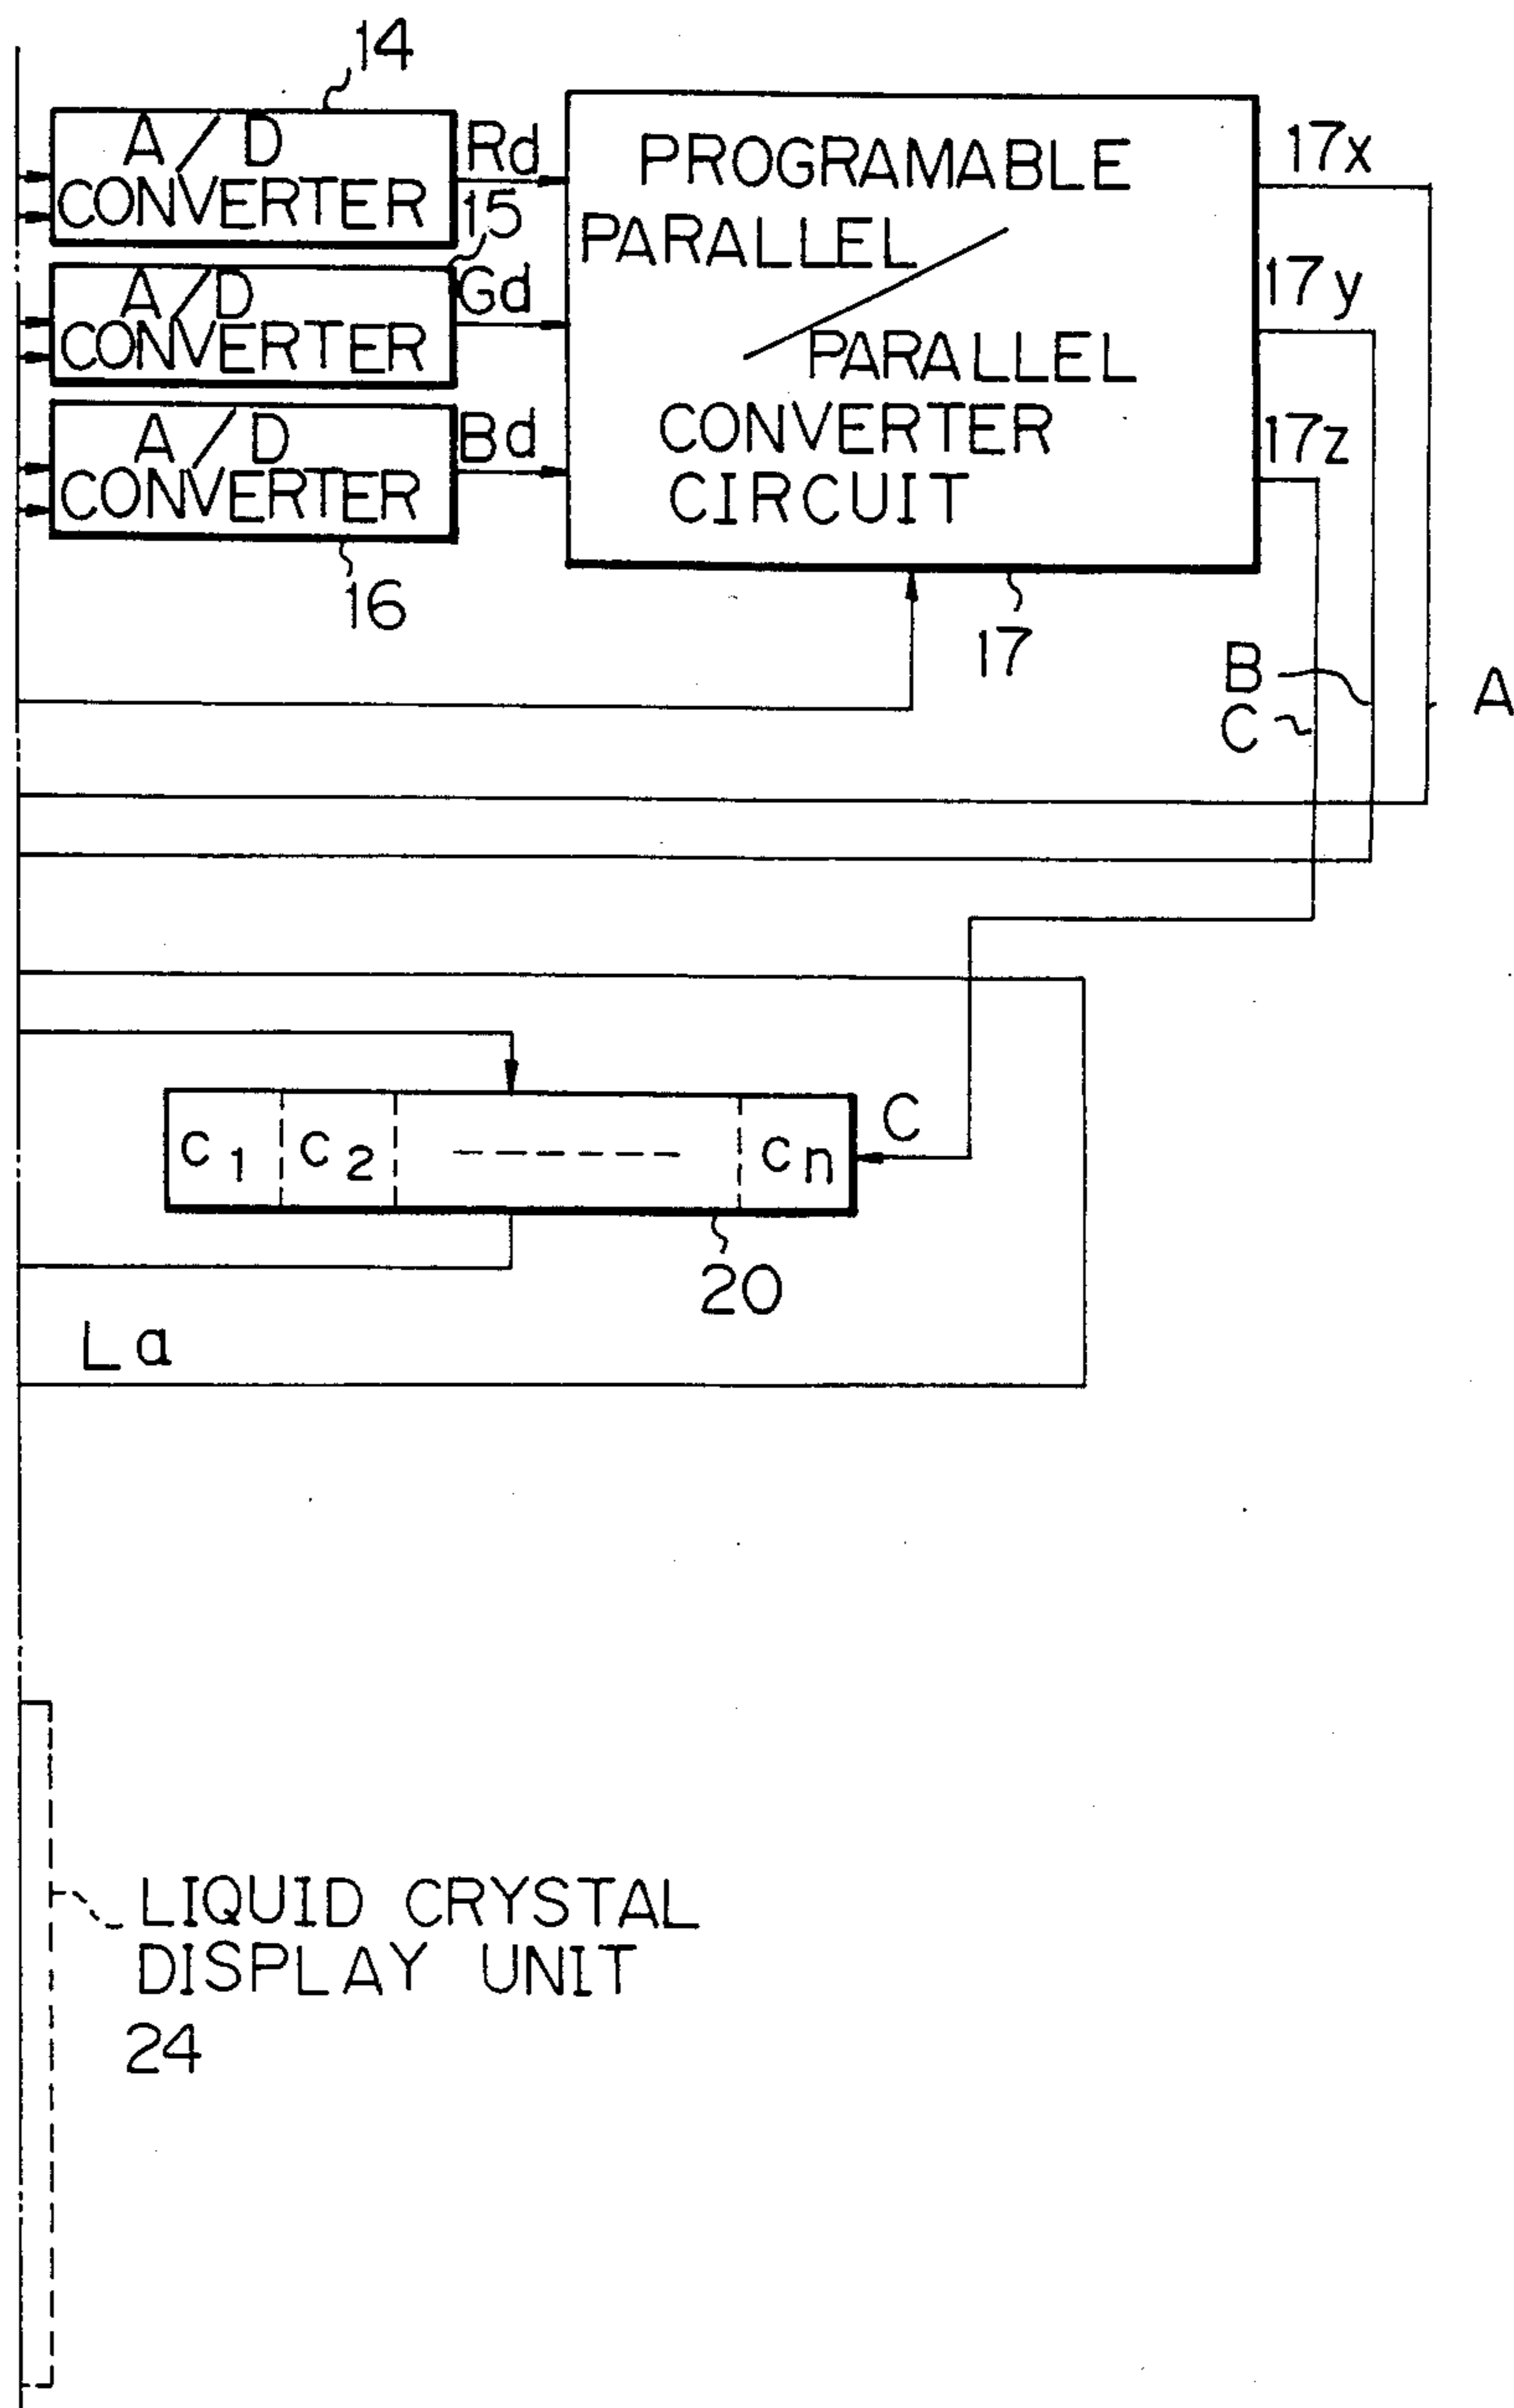 14
A/D
CONVERTER
Rd
15
A/D
CONVERTER
Gd
A/D
CONVERTER
Bd
16
PROGRAMABLE
PARALLEL/
PARALLEL
CONVERTER
CIRCUIT
17
17x
17y
17z
B
C
A
c1 c2 cn
C
20
La
LIQUID CRYSTAL
DISPLAY UNIT
24